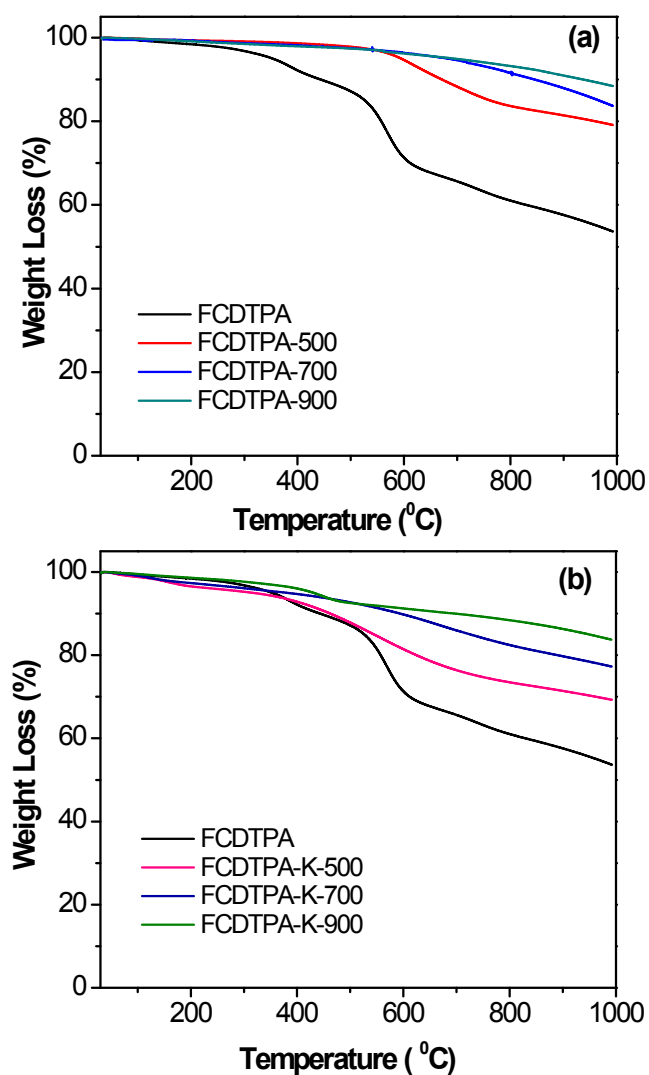 (a)
100
80
60
40
20
0
Weight Loss (%)
FCDTPA
FCDTPA-500
FCDTPA-700
FCDTPA-900
200 400 600 800 1000
Temperature (⁰C)
(b)
100
80
60
40
20
0
Weight Loss (%)
FCDTPA
FCDTPA-K-500
FCDTPA-K-700
FCDTPA-K-900
200 400 600 800 1000
Temperature ( ⁰C)